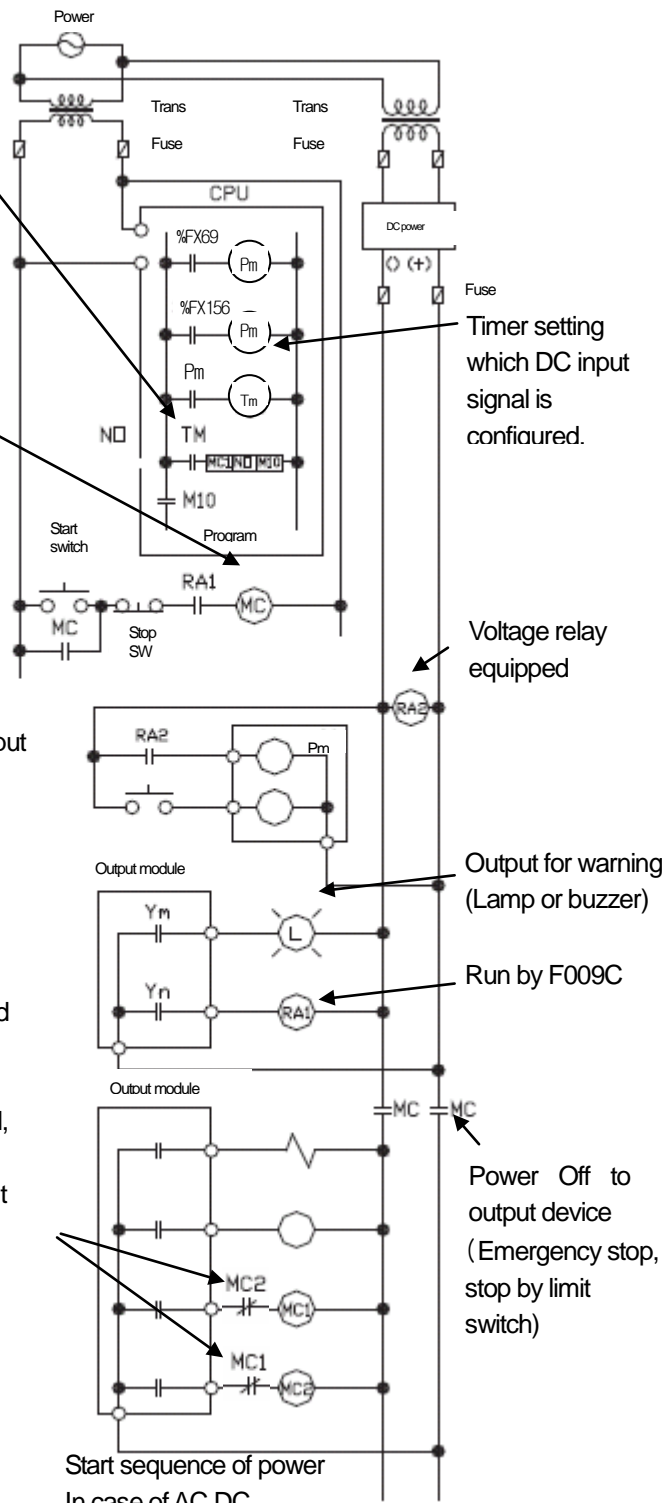 Power
Trans
Trans
Fuse
Fuse
CPU
DC power
%FX69
Pm
() (+)
Fuse
%FX156
Pm
Timer setting
which DC input
signal is
configured.
Pm
Tm
TM
MC1 M10
M10
Program
Start
switch
RA1
MC
MC
Stop
SW
Voltage relay
equipped
RA2
out
RA2
Pm
Output for warning
(Lamp or buzzer)
Output module
Ym
L
Run by F009C
Yn
RA1
d
Output module
MC
MC
l,
Power Off to
output device
(Emergency stop,
stop by limit
switch)
t
MC2
MC1
MC1
MC2
Start sequence of power
In case of AC DC